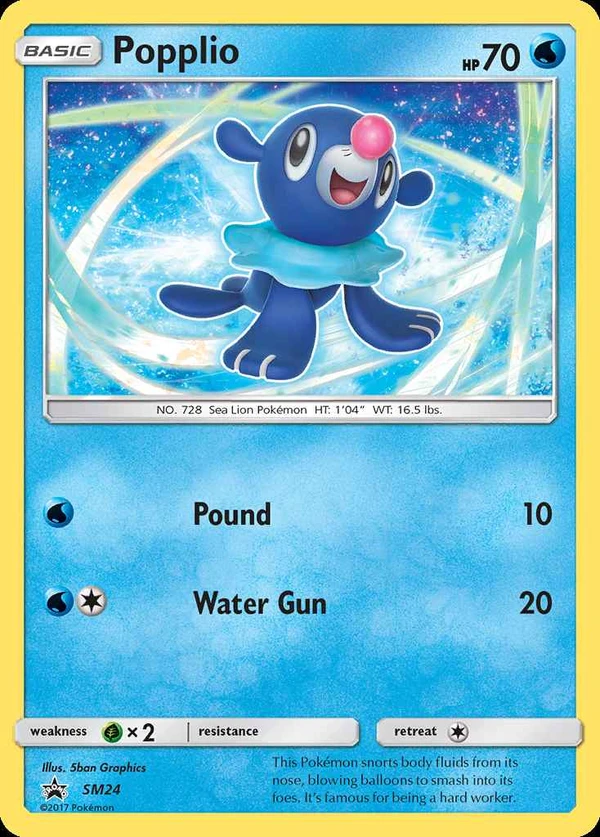 BASIC Popplio HP 70
NO. 728 Sea Lion Pokémon HT: 1'04" WT: 16.5 lbs.
Pound 10
Water Gun 20
weakness × 2 resistance retreat
Illus. 5ban Graphics
SM24
©2017 Pokémon
This Pokémon snorts body fluids from its
nose, blowing balloons to smash into its
foes. It's famous for being a hard worker.